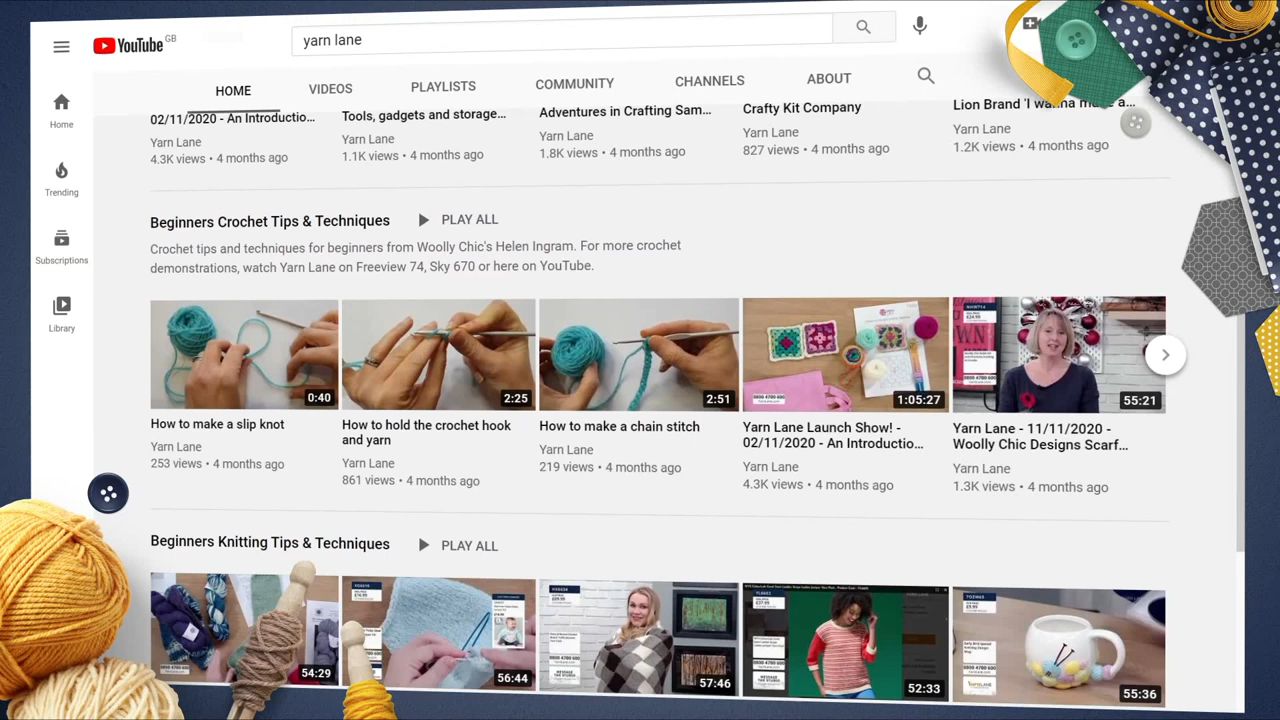 YouTube GB
yarn lane
HOME VIDEOS PLAYLISTS COMMUNITY CHANNELS ABOUT
Home
Trending
Subscriptions
Library
02/11/2020 - An Introductio...
Yarn Lane
4.3K views • 4 months ago
Tools, gadgets and storage...
Yarn Lane
1.1K views • 4 months ago
Adventures in Crafting Sam...
Yarn Lane
1.8K views • 4 months ago
Crafty Kit Company
Yarn Lane
827 views • 4 months ago
Lion Brand 'I wanna make a...
Yarn Lane
1.2K views • 4 months ago
Beginners Crochet Tips & Techniques PLAY ALL
Crochet tips and techniques for beginners from Woolly Chic's Helen Ingram. For more crochet
demonstrations, watch Yarn Lane on Freeview 74, Sky 670 or here on YouTube.
0:40
How to make a slip knot
Yarn Lane
253 views • 4 months ago
2:25
How to hold the crochet hook
and yarn
Yarn Lane
861 views • 4 months ago
2:51
How to make a chain stitch
Yarn Lane
219 views • 4 months ago
1:05:27
Yarn Lane Launch Show! -
02/11/2020 - An Introductio...
Yarn Lane
4.3K views • 4 months ago
55:21
Yarn Lane - 11/11/2020 -
Woolly Chic Designs Scarf...
Yarn Lane
1.3K views • 4 months ago
Beginners Knitting Tips & Techniques PLAY ALL
54:29
56:44
57:46
52:33
55:36
0800 4700 680